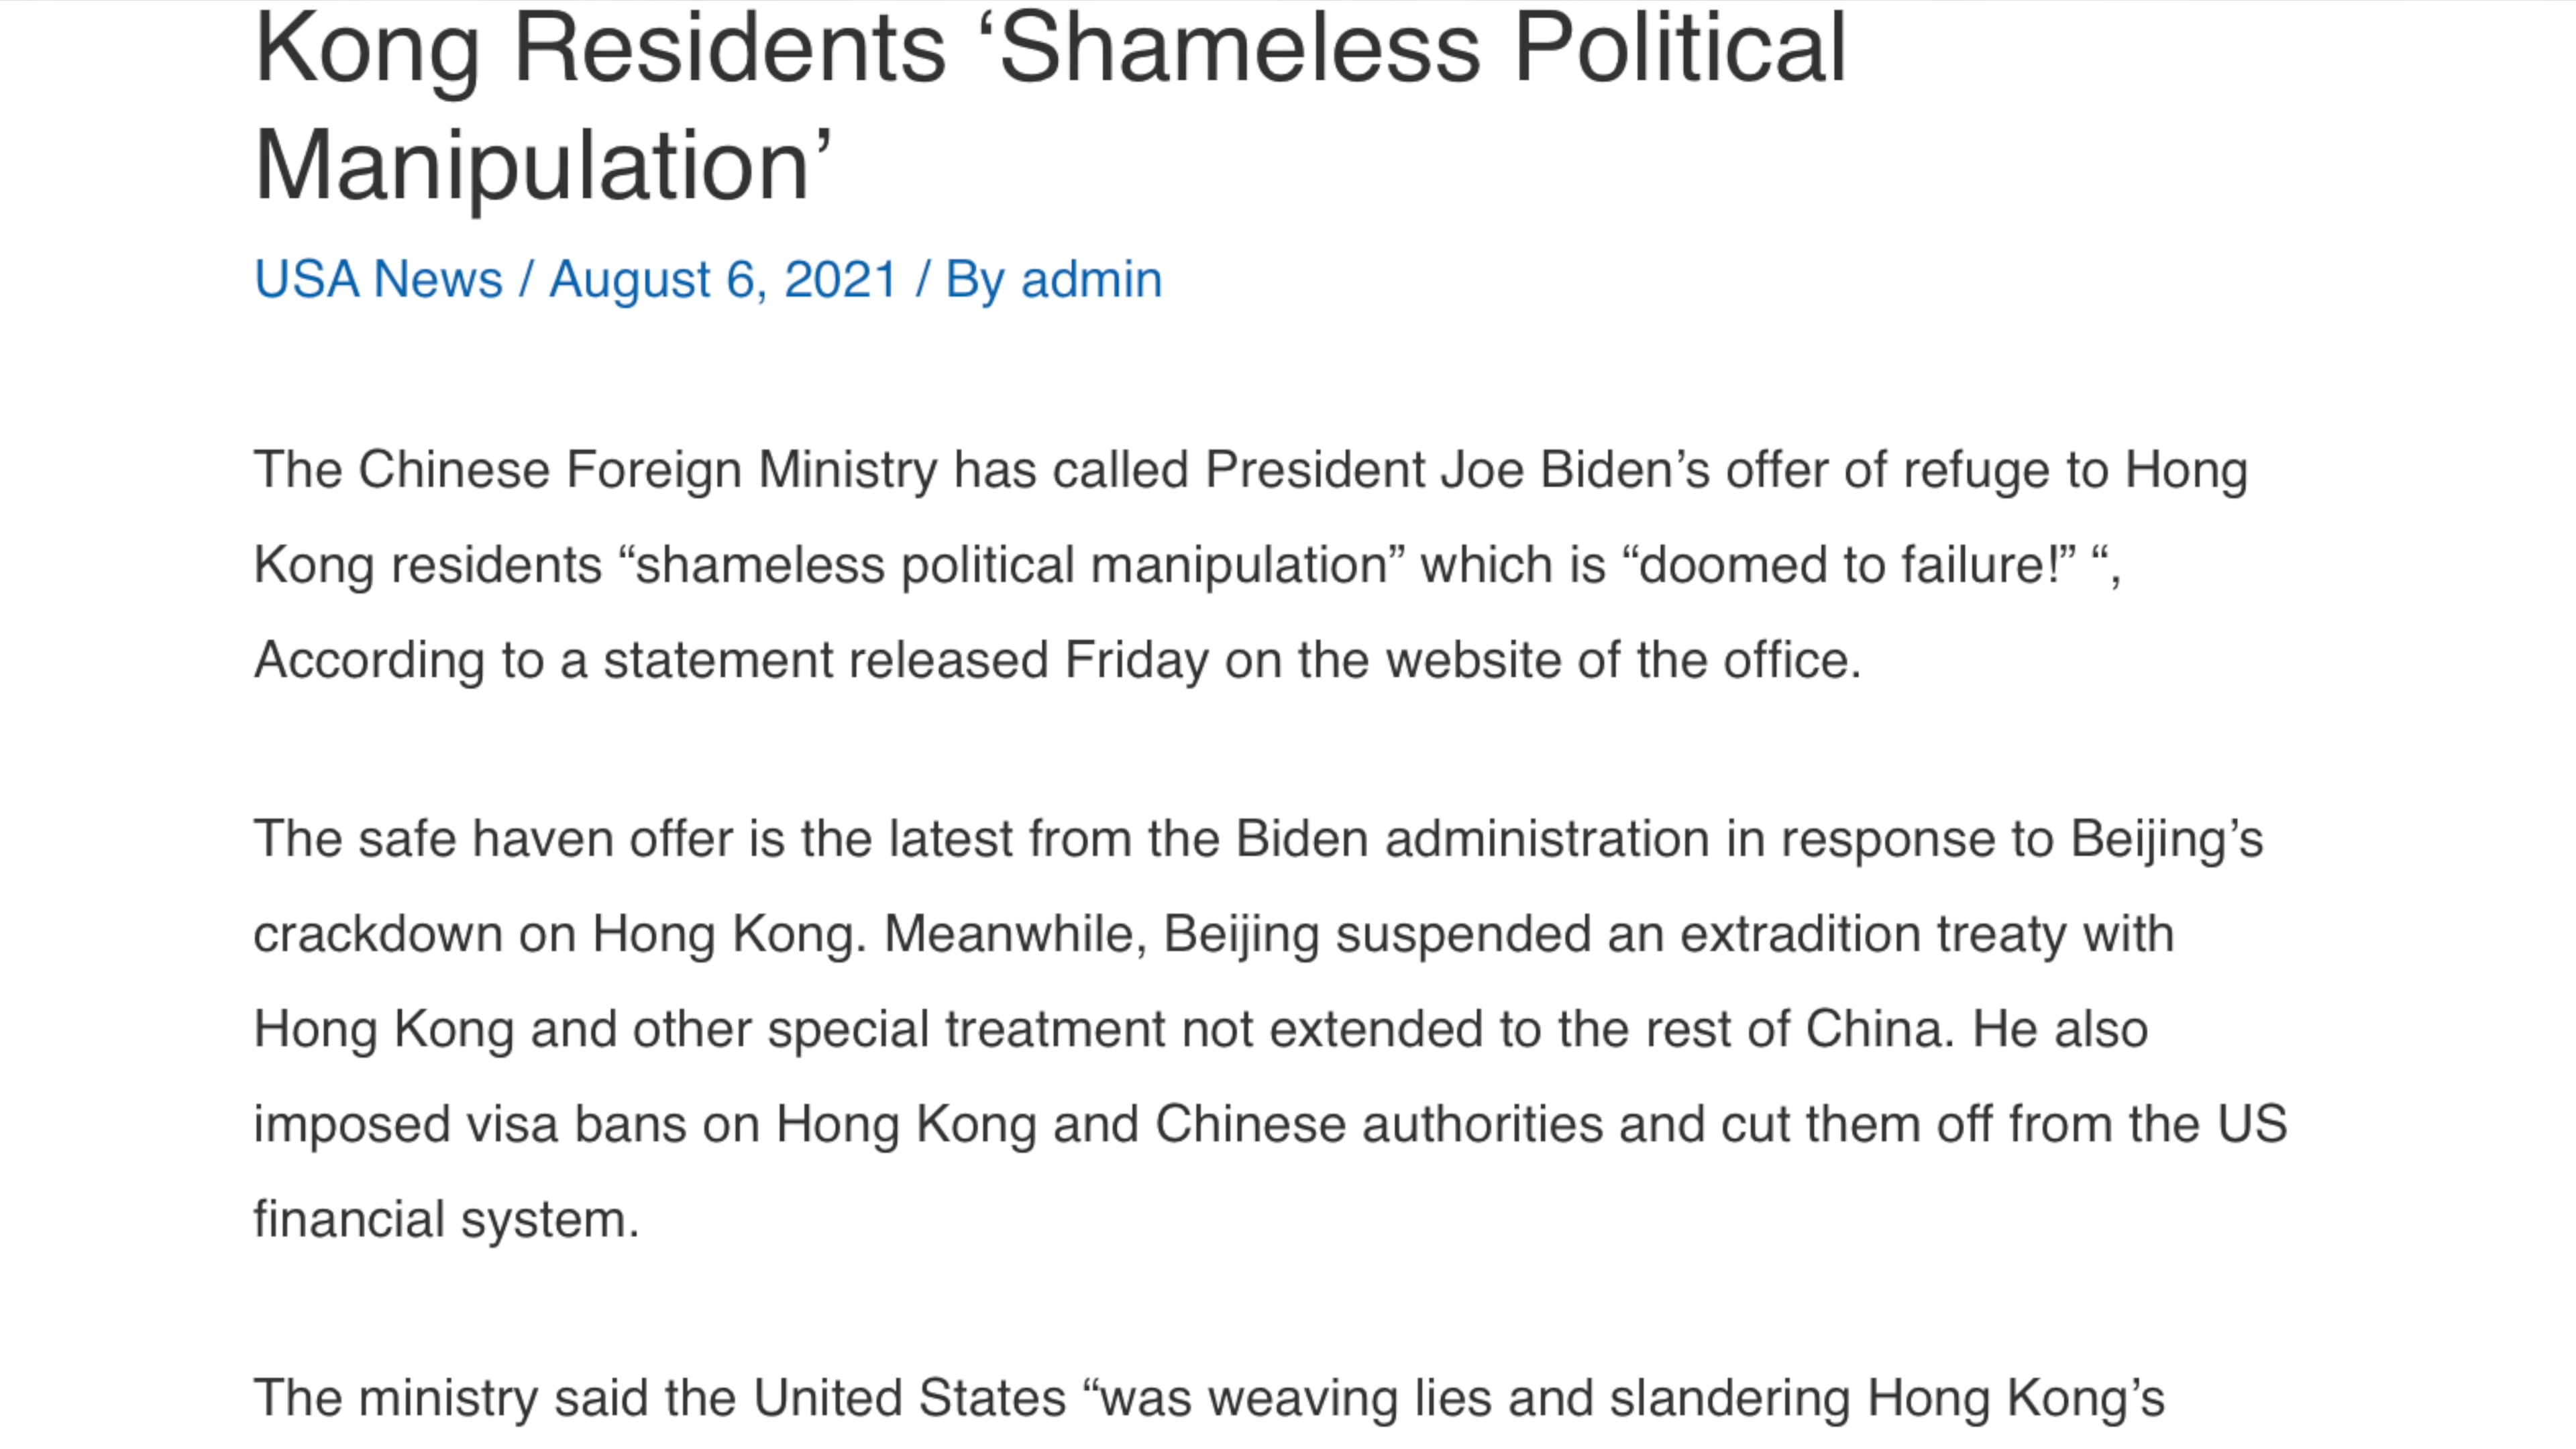 Kong Residents ‘Shameless Political
Manipulation’
USA News / August 6, 2021 / By admin
The Chinese Foreign Ministry has called President Joe Biden’s offer of refuge to Hong
Kong residents “shameless political manipulation” which is “doomed to failure!” “,
According to a statement released Friday on the website of the office.
The safe haven offer is the latest from the Biden administration in response to Beijing’s
crackdown on Hong Kong. Meanwhile, Beijing suspended an extradition treaty with
Hong Kong and other special treatment not extended to the rest of China. He also
imposed visa bans on Hong Kong and Chinese authorities and cut them off from the US
financial system.
The ministry said the United States “was weaving lies and slandering Hong Kong’s